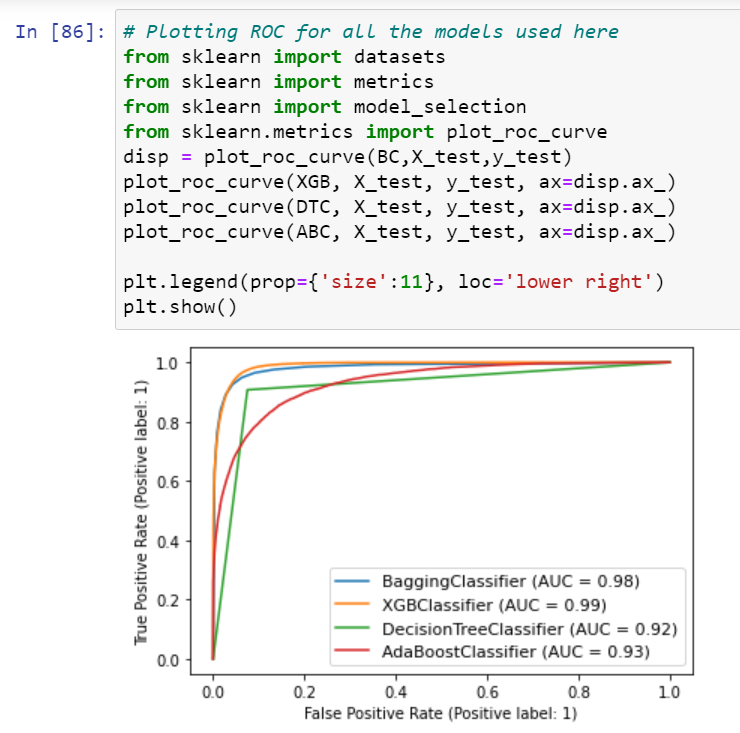 In [86]: # Plotting ROC for all the models used here
from sklearn import datasets
from sklearn import metrics
from sklearn import model_selection
from sklearn.metrics import plot_roc_curve
disp = plot_roc_curve(BC,X_test,y_test)
plot_roc_curve(XGB, X_test, y_test, ax=disp.ax_)
plot_roc_curve(DTC, X_test, y_test, ax=disp.ax_)
plot_roc_curve(ABC, X_test, y_test, ax=disp.ax_)
plt.legend(prop={'size':11}, loc='lower right')
plt.show()
True Positive Rate (Positive label: 1)
1.0
0.8
0.6
0.4
0.2
0.0
BaggingClassifier (AUC = 0.98)
XGBClassifier (AUC = 0.99)
DecisionTreeClassifier (AUC = 0.92)
AdaBoostClassifier (AUC = 0.93)
0.0 0.2 0.4 0.6 0.8 1.0
False Positive Rate (Positive label: 1)